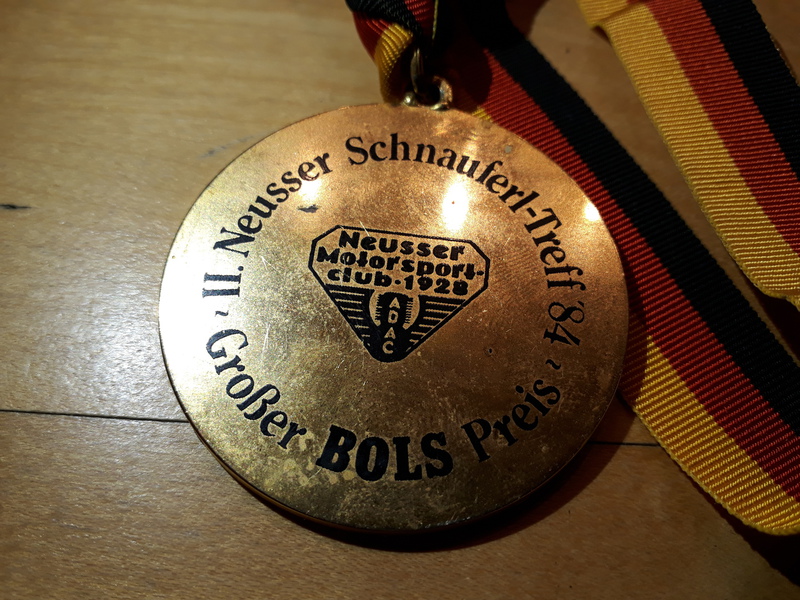 II. Neusser Schnauferl-Treff '84
Großer BOLS Preis
Neusser
Motorsport-
club·1928
ADAC